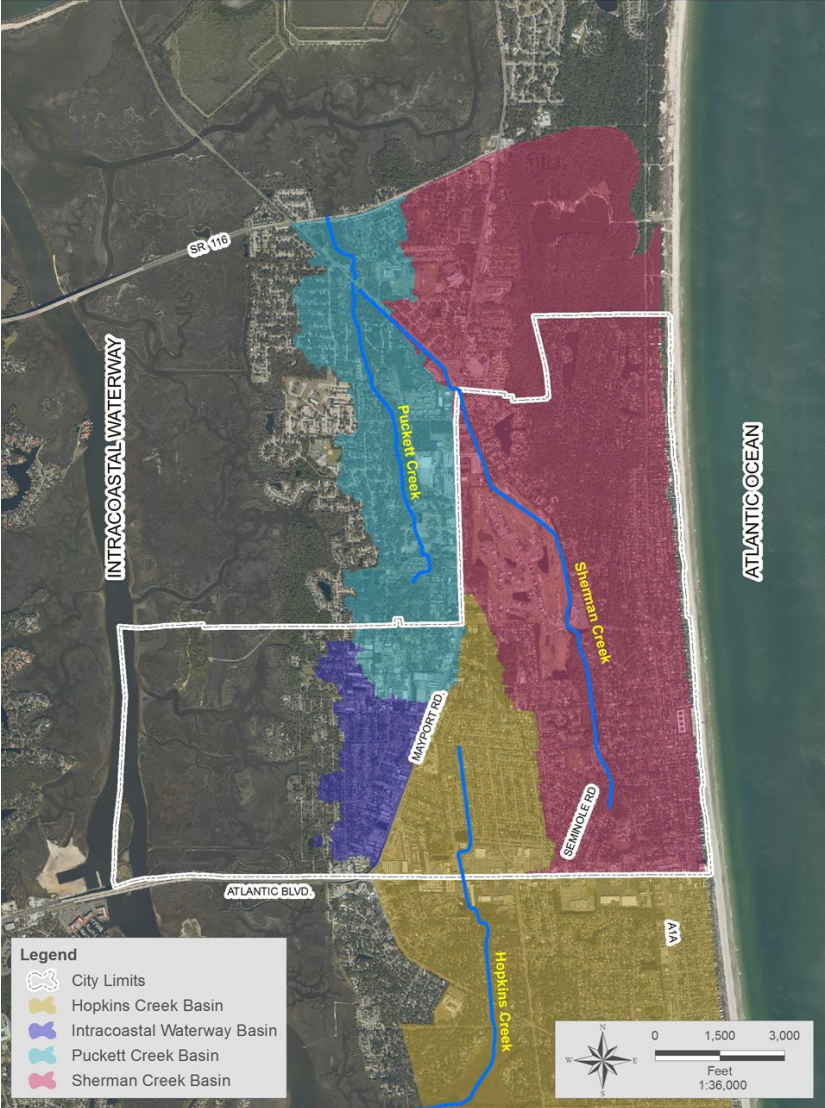 SR 116
INTRACOASTAL WATERWAY
Puckett Creek
ATLANTIC OCEAN
Sherman Creek
MAYPORT RD.
SEMINOLE RD
ATLANTIC BLVD.
A1A
Hopkins Creek
Legend
City Limits
Hopkins Creek Basin
Intracoastal Waterway Basin
Puckett Creek Basin
Sherman Creek Basin
N
W E
S
0 1,500 3,000
Feet
1:36,000